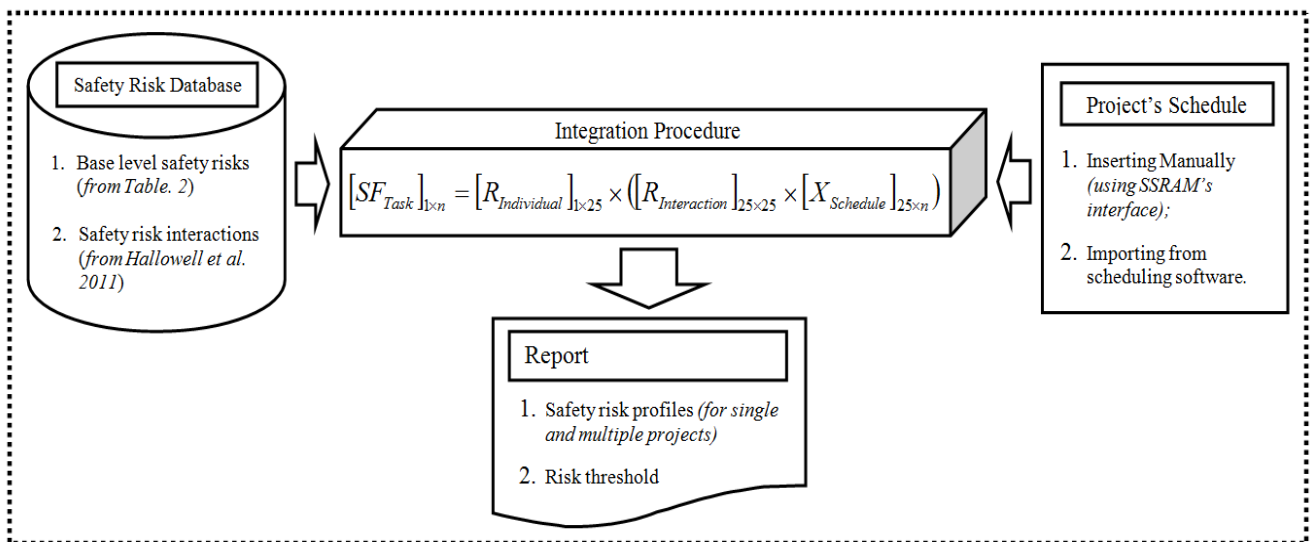 Safety Risk Database
1. Base level safety risks
(from Table. 2)
2. Safety risk interactions
(from Hallowell et al.
2011)
Integration Procedure
[SF_Task]_1×n = [R_Individual]_1×25 × ([R_Interaction]_25×25 × [X_Schedule]_25×n)
Project's Schedule
1. Inserting Manually
(using SSRAM's
interface);
2. Importing from
scheduling software.
Report
1. Safety risk profiles (for single
and multiple projects)
2. Risk threshold